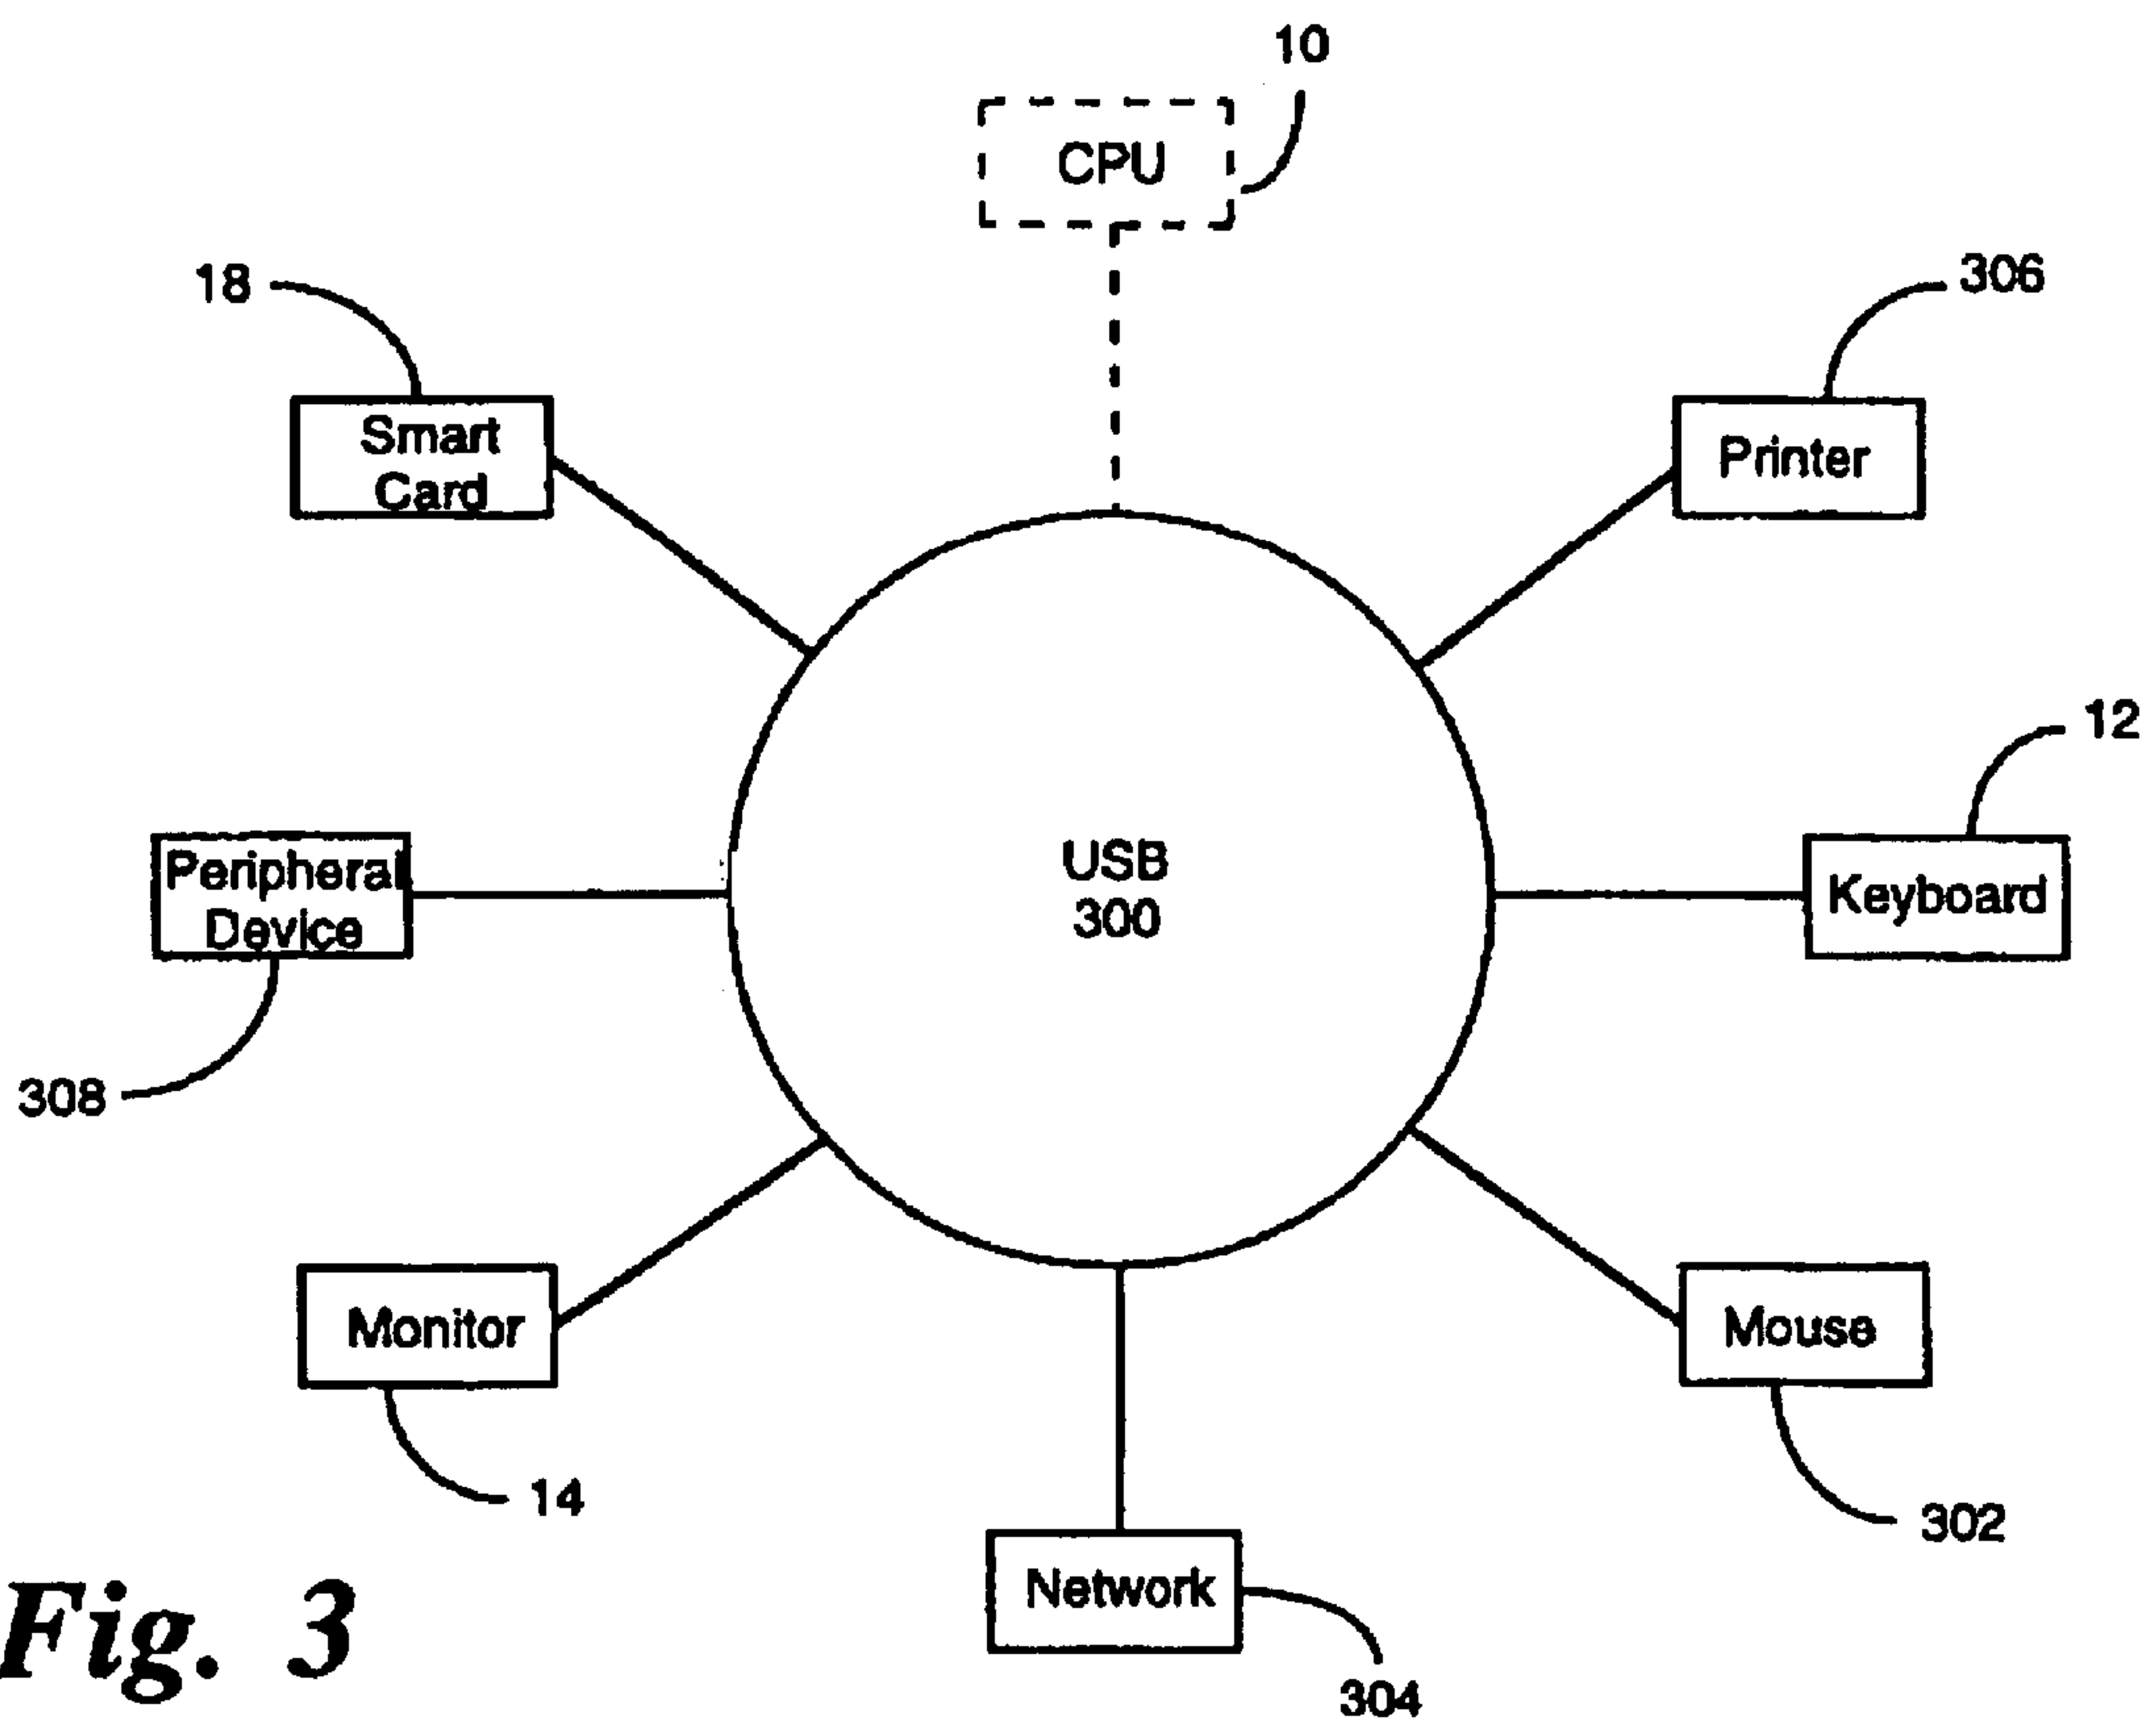 10
CPU
18
306
Smart
Card
Printer
12
USB
300
Peripheral
Device
Keyboard
308
Monitor
Mouse
14
302
Network
304
Fig. 3